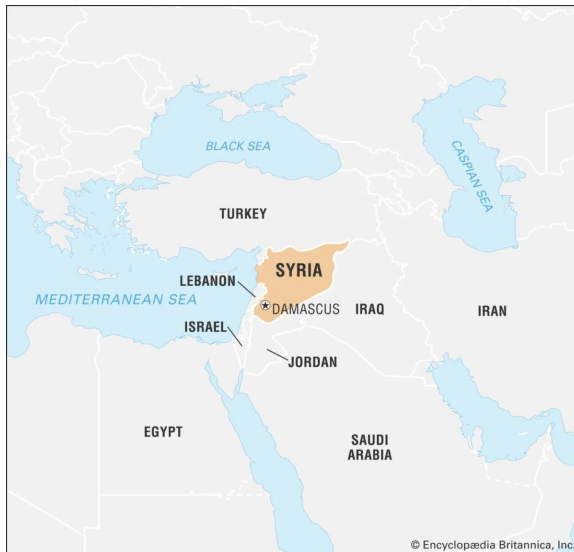 BLACK SEA
CASPIAN SEA
TURKEY
SYRIA
LEBANON
MEDITERRANEAN SEA
DAMASCUS
IRAQ
IRAN
ISRAEL
JORDAN
EGYPT
SAUDI
ARABIA
© Encyclopædia Britannica, Inc.